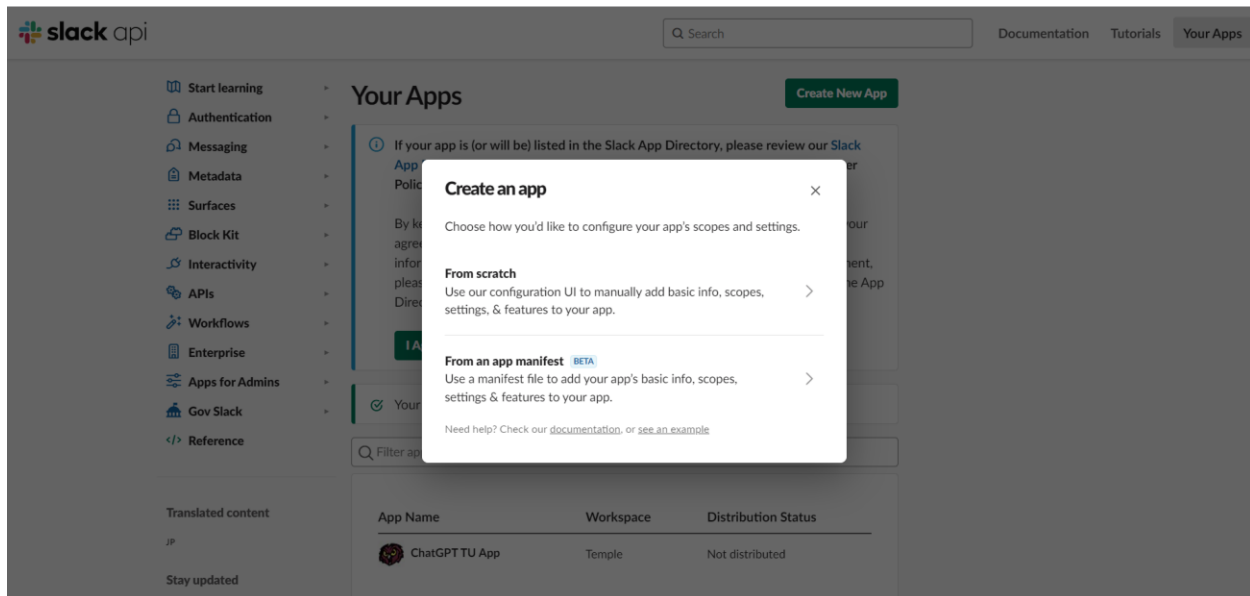 slack api
Search
Documentation
Tutorials
Your Apps
Start learning
Authentication
Messaging
Metadata
Surfaces
Block Kit
Interactivity
APIs
Workflows
Enterprise
Apps for Admins
Gov Slack
Reference
Translated content
JP
Stay updated
Your Apps
Create New App
If your app is (or will be) listed in the Slack App Directory, please review our Slack
App
er
Polic
By ke
our
agree
infor
ment,
pleas
he App
Direc
I A
Your
Filter ap
Create an app
Choose how you'd like to configure your app's scopes and settings.
From scratch
Use our configuration UI to manually add basic info, scopes,
settings, & features to your app.
From an app manifest BETA
Use a manifest file to add your app's basic info, scopes,
settings & features to your app.
Need help? Check our documentation, or see an example
App Name Workspace Distribution Status
ChatGPT TU App Temple Not distributed